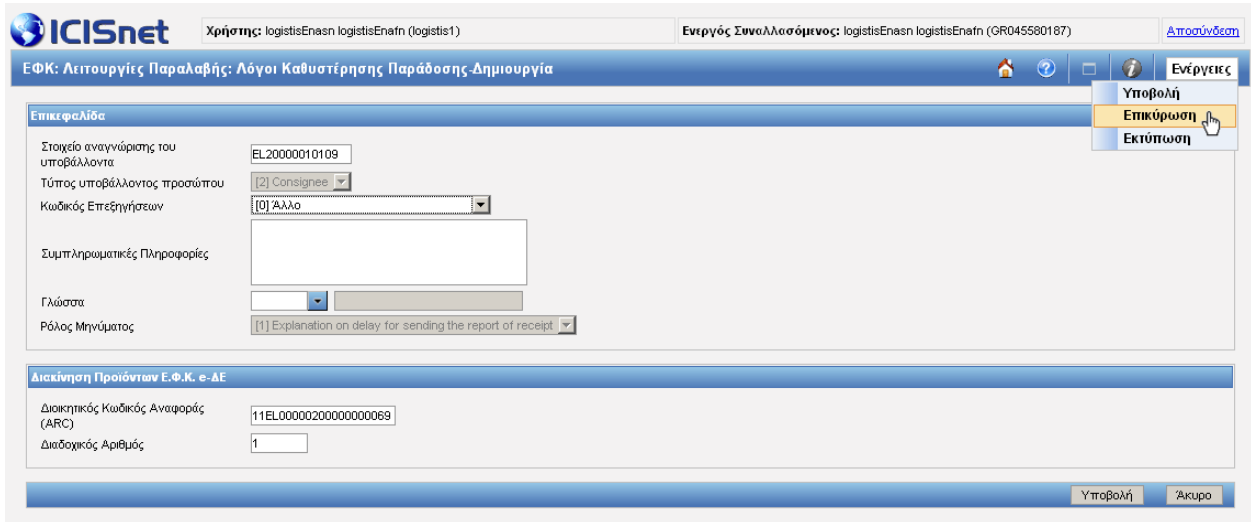 ICISnet
Χρήστης: logistisEnasn logistisEnafn (logistis1)
Ενεργός Συναλλασόμενος: logistisEnasn logistisEnafn (GR045580187)
Αποσύνδεση
ΕΦΚ: Λειτουργίες Παραλαβής: Λόγοι Καθυστέρησης Παράδοσης-Δημιουργία
Ενέργειες
Υποβολή
Επικύρωση
Εκτύπωση
Επικεφαλίδα
Στοιχείο αναγνώρισης του
υποβάλλοντα
EL20000010109
Τύπος υποβάλλοντος προσώπου
[2] Consignee
Κωδικός Επεξηγήσεων
[0] Άλλο
Συμπληρωματικές Πληροφορίες
Γλώσσα
Ρόλος Μηνύματος
[1] Explanation on delay for sending the report of receipt
Διακίνηση Προϊόντων Ε.Φ.Κ. e-ΔΕ
Διοικητικός Κωδικός Αναφοράς
(ARC)
11EL00000200000000069
Διαδοχικός Αριθμός
1
Υποβολή
Άκυρο